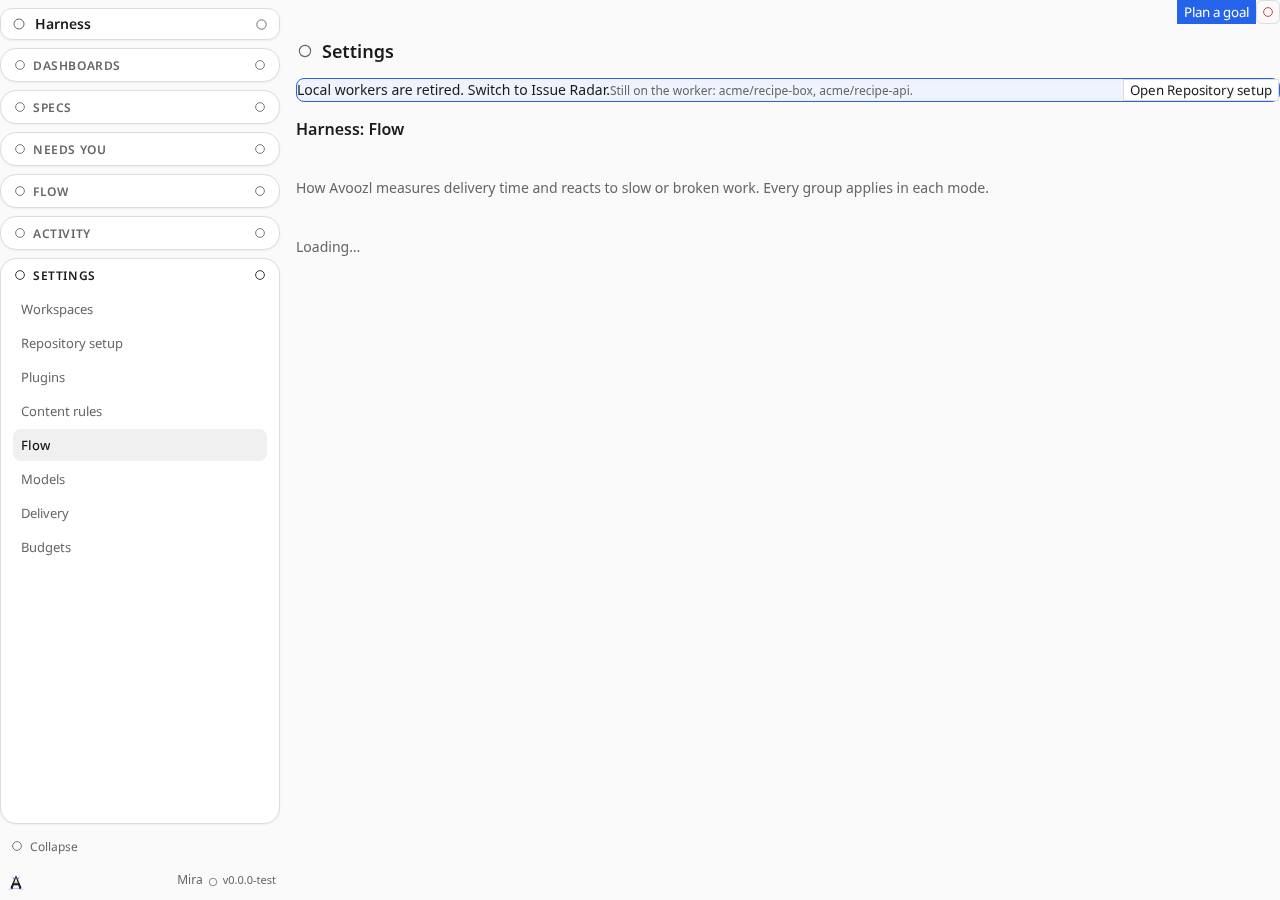 Plan a goal
Harness
DASHBOARDS
SPECS
NEEDS YOU
FLOW
ACTIVITY
SETTINGS
Workspaces
Repository setup
Plugins
Content rules
Flow
Models
Delivery
Budgets
Collapse
A
Mira v0.0.0-test
Settings
Local workers are retired. Switch to Issue Radar.Still on the worker: acme/recipe-box, acme/recipe-api.
Open Repository setup
Harness: Flow
How Avoozl measures delivery time and reacts to slow or broken work. Every group applies in each mode.
Loading…